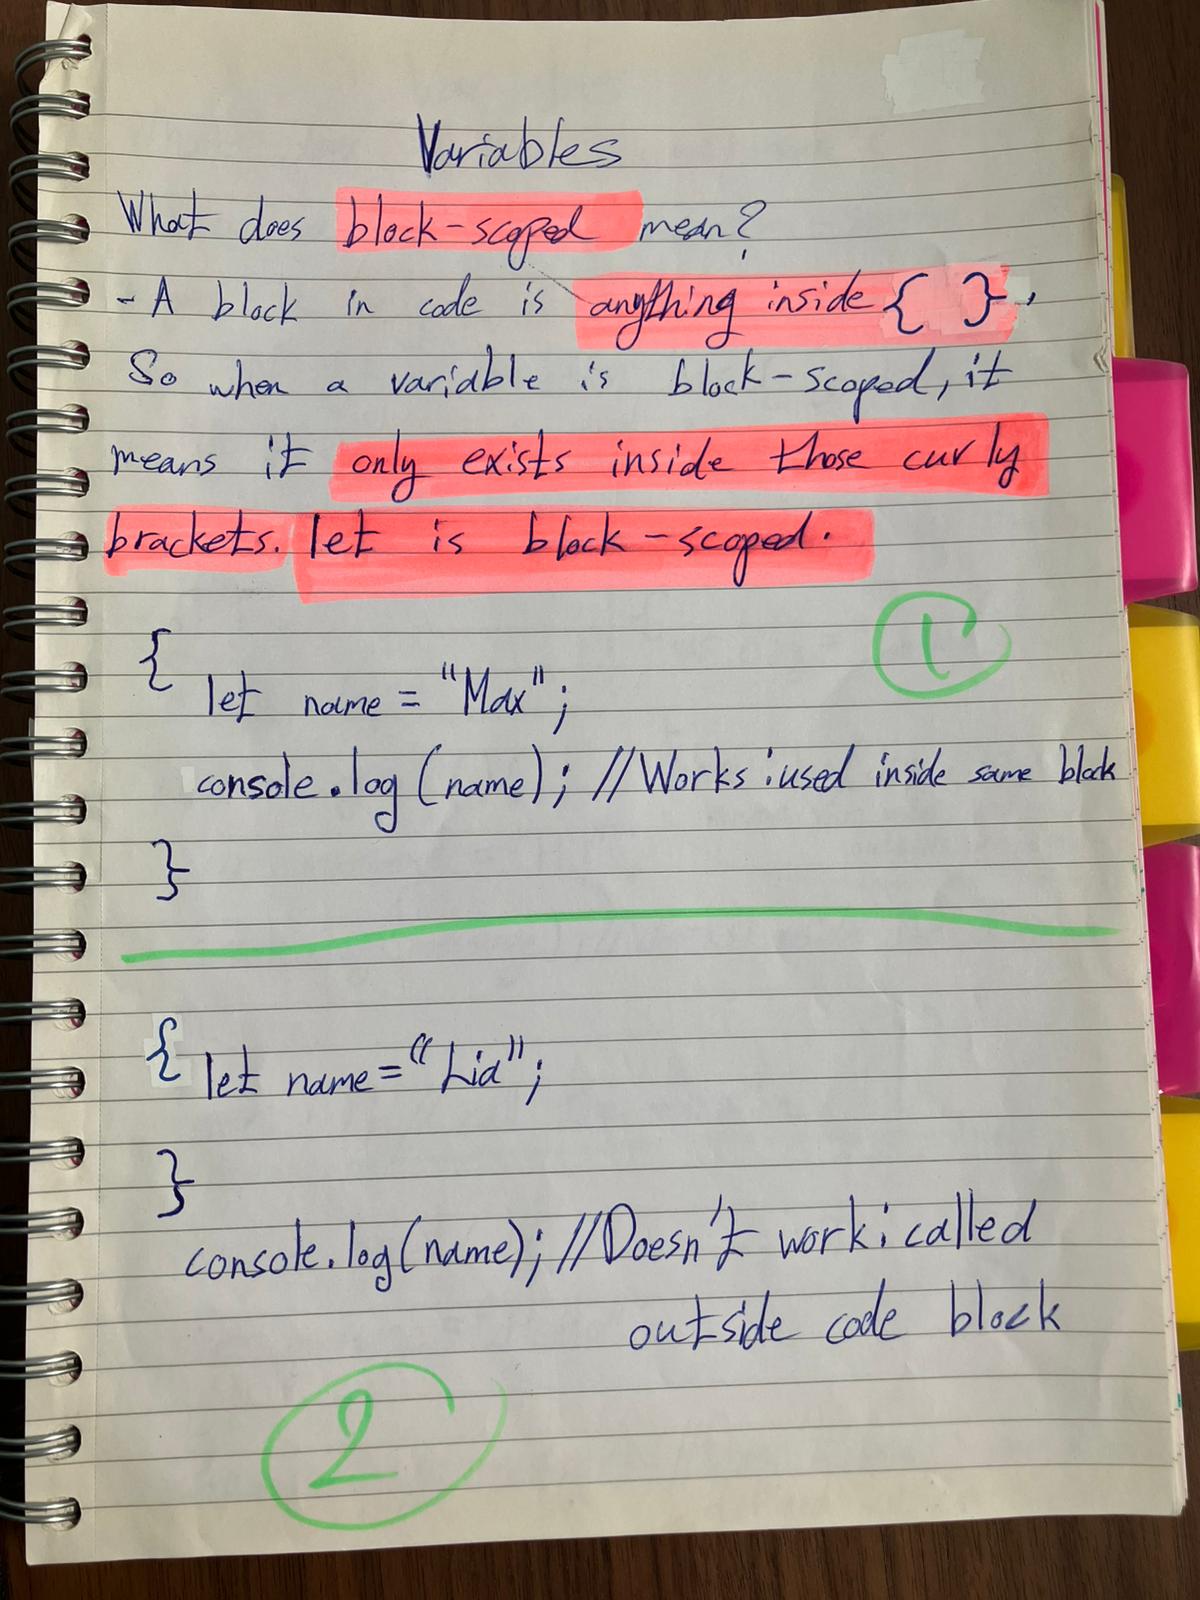 Variables
What does block-scoped mean?
- A block in code is anything inside { },
So when a variable is block-scoped, it
means it only exists inside those curly
brackets. let is block-scoped.
1
{
let name = "Max";
console.log(name); //Works: used inside same block
}
{ let name = "Lia";
}
console.log(name); //Doesn't work: called
outside code block
2